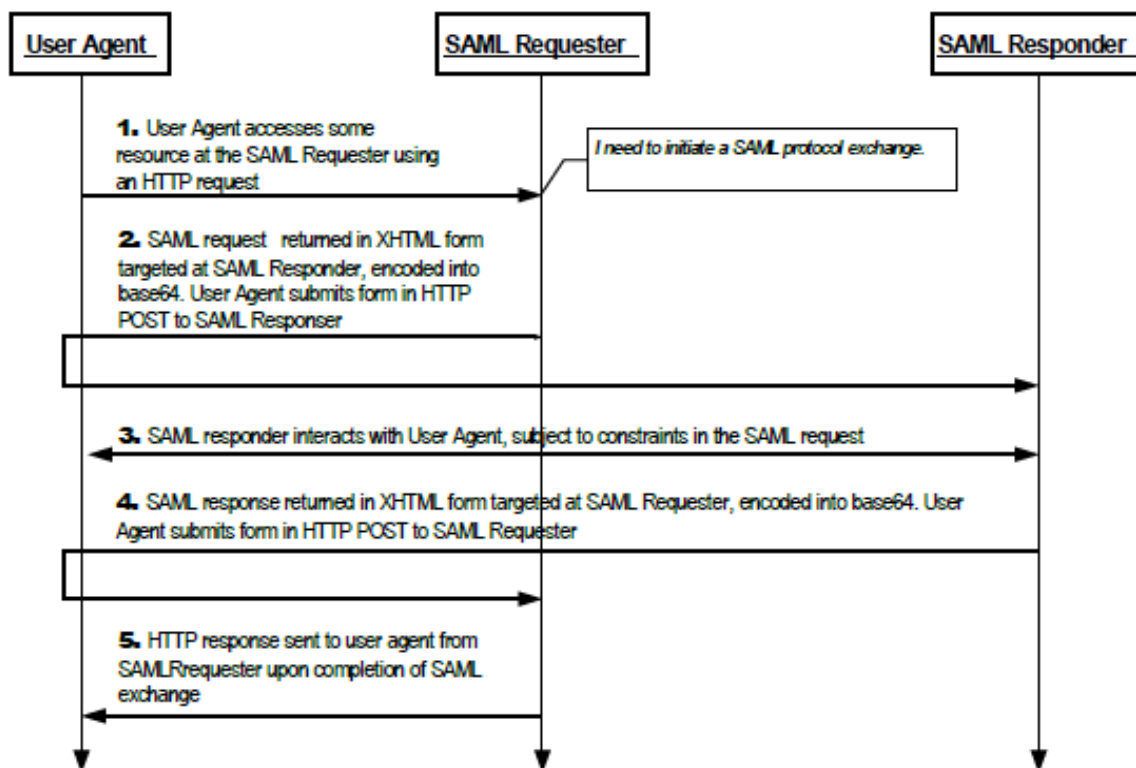 User Agent
SAML Requester
SAML Responder
1. User Agent accesses some
resource at the SAML Requester using
an HTTP request
I need to initiate a SAML protocol exchange.
2. SAML request returned in XHTML form
targeted at SAML Responder, encoded into
base64. User Agent submits form in HTTP
POST to SAML Responser
3. SAML responder interacts with User Agent, subject to constraints in the SAML request
4. SAML response returned in XHTML form targeted at SAML Requester, encoded into base64. User
Agent submits form in HTTP POST to SAML Requester
5. HTTP response sent to user agent from
SAMLRrequester upon completion of SAML
exchange